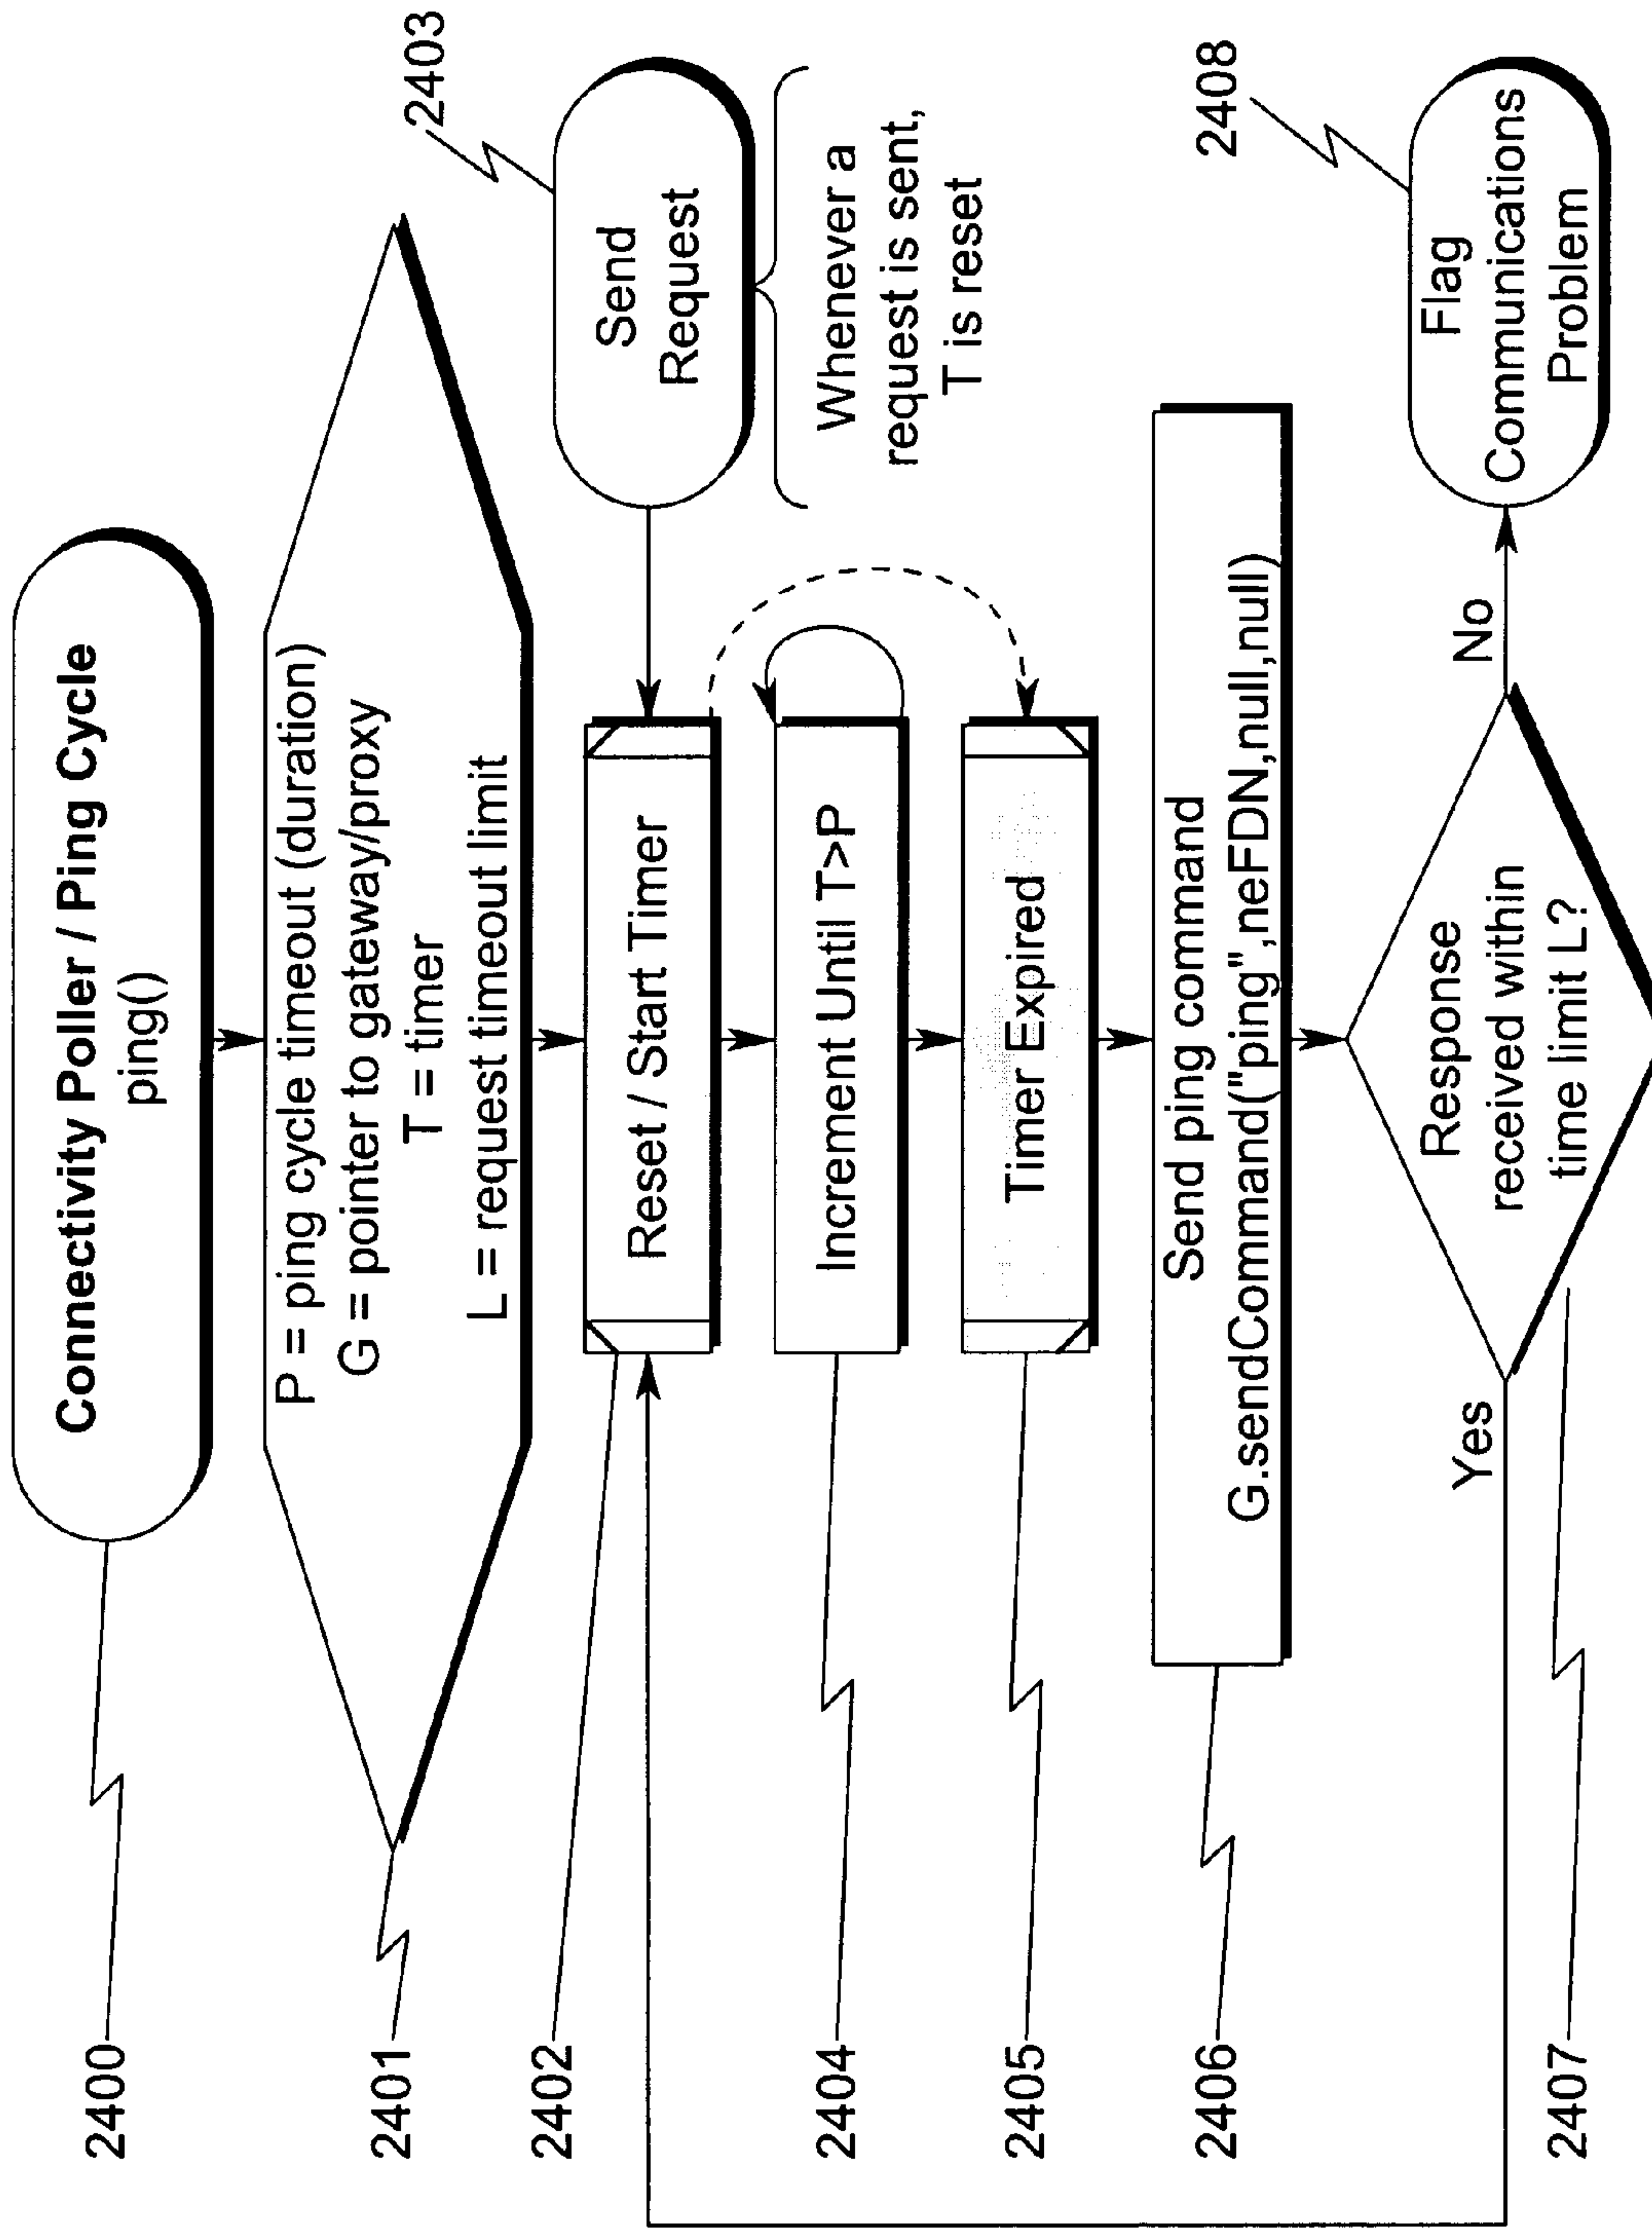 2400
Connectivity Poller / Ping Cycle
ping()
2401
P = ping cycle timeout (duration)
G = pointer to gateway/proxy
T = timer
L = request timeout limit
2402
Reset / Start Timer
2403
Send
Request
Whenever a
request is sent,
T is reset
2404
Increment Until T>P
2405
Timer Expired
2406
Send ping command
G.sendCommand("ping",neFDN,null,null)
2407
Response
received within
time limit L?
Yes
No
2408
Flag
Communications
Problem